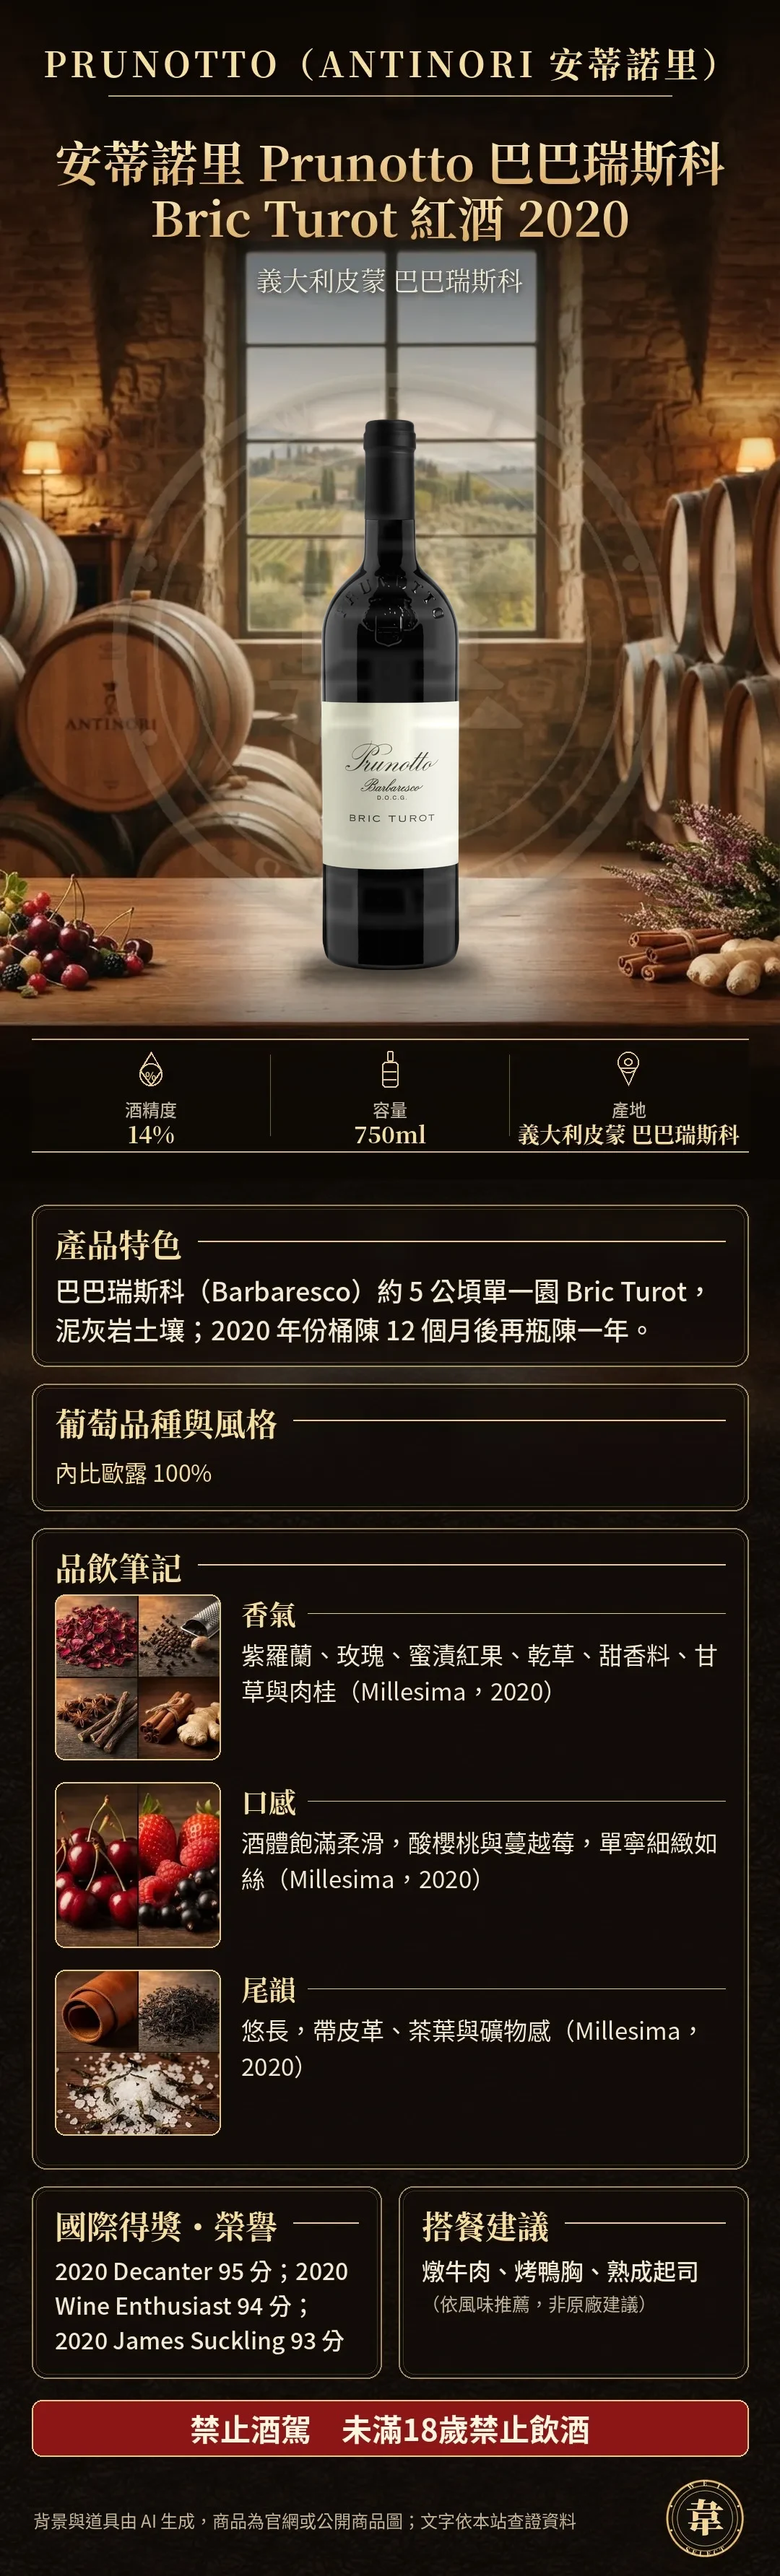 PRUNOTTO（ANTINORI 安蒂諾里）
安蒂諾里 Prunotto 巴巴瑞斯科
Bric Turot 紅酒 2020
義大利皮蒙 巴巴瑞斯科
PRUNOTTO
ANTINORI
Prunotto
Barbaresco
D.O.C.G.
BRIC TUROT
%
酒精度
14%
容量
750ml
產地
義大利皮蒙 巴巴瑞斯科
產品特色
巴巴瑞斯科（Barbaresco）約 5 公頃單一園 Bric Turot，
泥灰岩土壤；2020 年份桶陳 12 個月後再瓶陳一年。
葡萄品種與風格
內比歐露 100%
品飲筆記
香氣
紫羅蘭、玫瑰、蜜漬紅果、乾草、甜香料、甘
草與肉桂（Millesima，2020）
口感
酒體飽滿柔滑，酸櫻桃與蔓越莓，單寧細緻如
絲（Millesima，2020）
尾韻
悠長，帶皮革、茶葉與礦物感（Millesima，
2020）
國際得獎・榮譽
2020 Decanter 95 分；2020
Wine Enthusiast 94 分；
2020 James Suckling 93 分
搭餐建議
燉牛肉、烤鴨胸、熟成起司
（依風味推薦，非原廠建議）
禁止酒駕　未滿18歲禁止飲酒
背景與道具由 AI 生成，商品為官網或公開商品圖；文字依本站查證資料
WEI
韋
SELECT